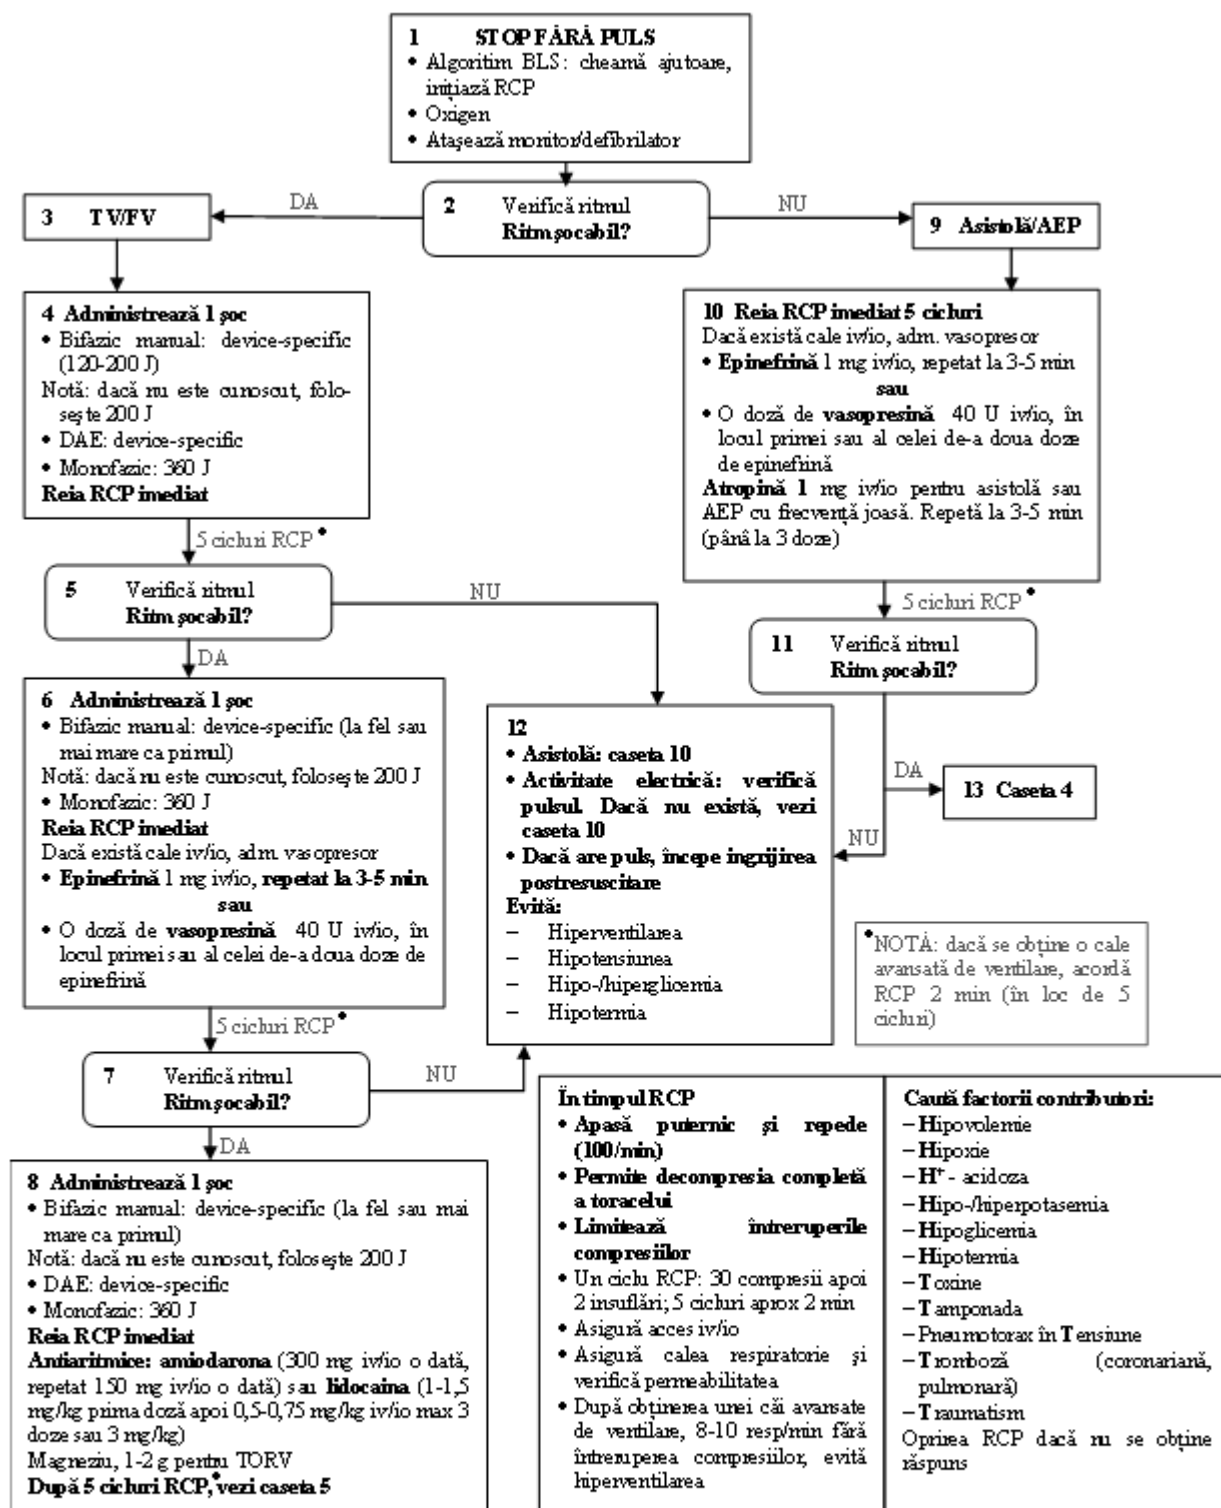 1 STOP FĂRĂ PULS
• Algoritm BLS: cheamă ajutoare,
inițiază RCP
• Oxigen
• Atașează monitor/defibrilator
DA
2 Verifică ritmul
Ritm șocabil?
NU
3 TV/FV
9 Asistolă/AEP
4 Administrează 1 șoc
• Bifazic manual: device-specific
(120-200 J)
Notă: dacă nu este cunoscut, folo-
sește 200 J
• DAE: device-specific
• Monofazic: 360 J
Reia RCP imediat
10 Reia RCP imediat 5 cicluri
Dacă există cale iv/io, adm. vasopresor
• Epinefrină 1 mg iv/io, repetat la 3-5 min
sau
• O doză de vasopresină 40 U iv/io, în
locul primei sau al celei de-a doua doze
de epinefrină
Atropină 1 mg iv/io pentru asistolă sau
AEP cu frecvență joasă. Repetă la 3-5 min
(până la 3 doze)
5 cicluri RCP•
5 Verifică ritmul
Ritm șocabil?
NU
DA
5 cicluri RCP•
11 Verifică ritmul
Ritm șocabil?
6 Administrează 1 șoc
• Bifazic manual: device-specific (la fel sau
mai mare ca primul)
Notă: dacă nu este cunoscut, folosește 200 J
• Monofazic: 360 J
Reia RCP imediat
Dacă există cale iv/io, adm. vasopresor
• Epinefrină 1 mg iv/io, repetat la 3-5 min
sau
• O doză de vasopresină 40 U iv/io, în
locul primei sau al celei de-a doua doze de
epinefrină
12
• Asistolă: caseta 10
• Activitate electrică: verifică
pulsul. Dacă nu există, vezi
caseta 10
• Dacă are puls, începe îngrijirea
postresuscitare
Evită:
– Hiperventilarea
– Hipotensiunea
– Hipo-/hiperglicemia
– Hipotermia
DA
13 Caseta 4
NU
•NOTĂ: dacă se obține o cale
avansată de ventilare, acordă
RCP 2 min (în loc de 5
cicluri)
5 cicluri RCP•
7 Verifică ritmul
Ritm șocabil?
NU
DA
8 Administrează 1 șoc
• Bifazic manual: device-specific (la fel sau mai
mare ca primul)
Notă: dacă nu este cunoscut, folosește 200 J
• DAE: device-specific
• Monofazic: 360 J
Reia RCP imediat
Antiaritmice: amiodarona (300 mg iv/io o dată,
repetat 150 mg iv/io o dată) sau lidocaina (1-1,5
mg/kg prima doză apoi 0,5-0,75 mg/kg iv/io max 3
doze sau 3 mg/kg)
Magneziu, 1-2 g pentru TORV
După 5 cicluri RCP,• vezi caseta 5
În timpul RCP
• Apasă puternic și repede
(100/min)
• Permite decompresia completă
a toracelui
• Limitează întreruperile
compresiilor
• Un ciclu RCP: 30 compresii apoi
2 insuflări; 5 cicluri aprox 2 min
• Asigură acces iv/io
• Asigură calea respiratorie și
verifică permeabilitatea
• După obținerea unei căi avansate
de ventilare, 8-10 resp/min fără
întreruperea compresiilor, evită
hiperventilarea
Caută factorii contributori:
– Hipovolemie
– Hipoxie
– H⁺ - acidoza
– Hipo-/hiperpotasemia
– Hipoglicemia
– Hipotermia
– Toxine
– Tamponada
– Pneumotorax în Tensiune
– Tromboză (coronariană,
pulmonară)
– Traumatism
Oprirea RCP dacă nu se obține
răspuns